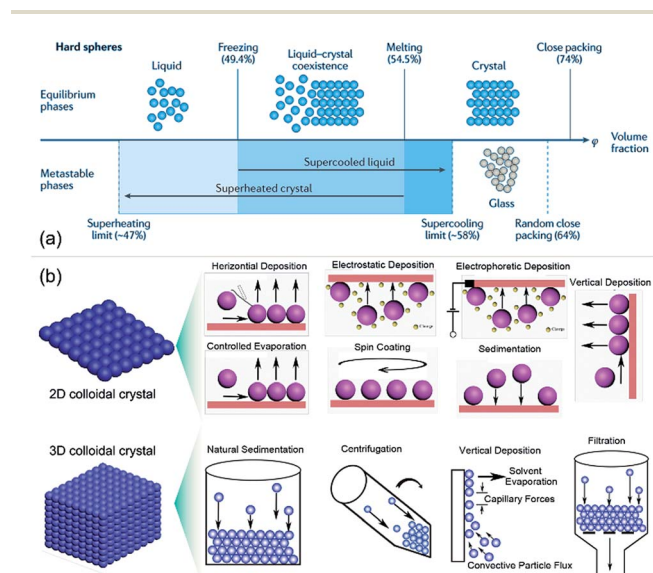 Hard spheres
Freezing
(49.4%)
Liquid–crystal
coexistence
Melting
(54.5%)
Close packing
(74%)
Liquid
Crystal
Equilibrium
phases
φ
Volume
fraction
Metastable
phases
Supercooled liquid
Superheated crystal
Glass
Superheating
limit (~47%)
Supercooling
limit (~58%)
Random close
packing (64%)
(a)
(b)
Horizontial Deposition
Electrostatic Deposition
Electrophoretic Deposition
Vertical Deposition
Charge
Charge
Controlled Evaporation
Spin Coating
Sedimentation
2D colloidal crystal
3D colloidal crystal
Natural Sedimentation
Centrifugation
Vertical Deposition
Filtration
Solvent
Evaporation
Capillary Forces
Convective Particle Flux